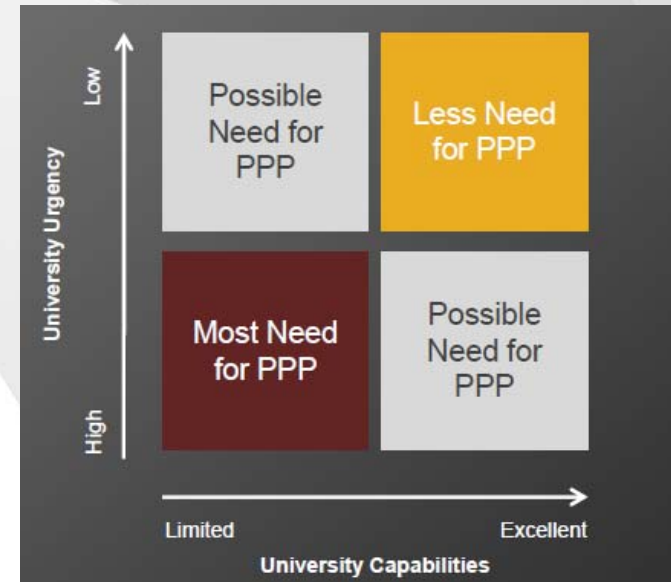 Low
University Urgency
High
Possible
Need for
PPP
Less Need
for PPP
Most Need
for PPP
Possible
Need for
PPP
Limited
Excellent
University Capabilities